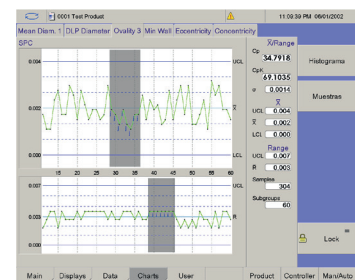 0001 Test Product
11:09:39 PM 06/01/2002
Mean Diam. 1 DLP Diameter Ovality 3 Min Wall Eccentricity Concentricity
SPC
X/Range
Cp
34.7918
CpK
69.1035
σ 0.0014
X
UCL 0.004
X 0.002
LCL 0.000
Range
UCL 0.007
R 0.003
Samples
304
Subgroups
60
0.004
0.002
0.000
UCL
X
LCL
15 20 25 30 35 40 45 50 55 60
0.007
0.003
0.000
UCL
R
Histograma
Muestras
Lock
Main Displays Data Charts User Product Controller Man/Auto